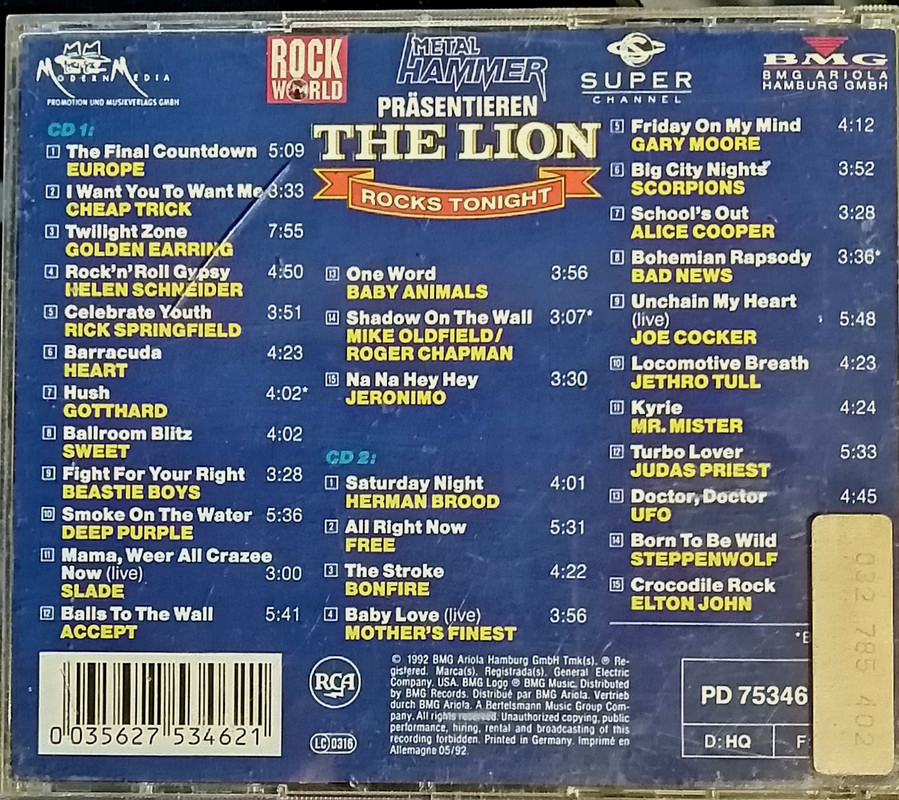 MODERN MEDIA
PROMOTION UND MUSIKVERLAGS GMBH
ROCK
WORLD
METAL
HAMMER
SUPER
CHANNEL
BMG
BMG ARIOLA
HAMBURG GMBH
PRÄSENTIEREN
THE LION
ROCKS TONIGHT
CD 1:
1 The Final Countdown 5:09
EUROPE
2 I Want You To Want Me 3:33
CHEAP TRICK
3 Twilight Zone 7:55
GOLDEN EARRING
4 Rock'n'Roll Gypsy 4:50
HELEN SCHNEIDER
5 Celebrate Youth 3:51
RICK SPRINGFIELD
6 Barracuda 4:23
HEART
7 Hush 4:02*
GOTTHARD
8 Ballroom Blitz 4:02
SWEET
9 Fight For Your Right 3:28
BEASTIE BOYS
10 Smoke On The Water 5:36
DEEP PURPLE
11 Mama, Weer All Crazee
Now (live) 3:00
SLADE
12 Balls To The Wall 5:41
ACCEPT
13 One Word 3:56
BABY ANIMALS
14 Shadow On The Wall 3:07*
MIKE OLDFIELD/
ROGER CHAPMAN
15 Na Na Hey Hey 3:30
JERONIMO
CD 2:
1 Saturday Night 4:01
HERMAN BROOD
2 All Right Now 5:31
FREE
3 The Stroke 4:22
BONFIRE
4 Baby Love (live) 3:56
MOTHER'S FINEST
5 Friday On My Mind 4:12
GARY MOORE
6 Big City Nights 3:52
SCORPIONS
7 School's Out 3:28
ALICE COOPER
8 Bohemian Rapsody 3:36*
BAD NEWS
9 Unchain My Heart
(live) 5:48
JOE COCKER
10 Locomotive Breath 4:23
JETHRO TULL
11 Kyrie 4:24
MR. MISTER
12 Turbo Lover 5:33
JUDAS PRIEST
13 Doctor, Doctor 4:45
UFO
14 Born To Be Wild
STEPPENWOLF
15 Crocodile Rock
ELTON JOHN
0 035627 534621
RCA
LC 0316
© 1992 BMG Ariola Hamburg GmbH Tmk(s). ® Re-
gistered. Marca(s). Registrada(s). General Electric
Company, USA. BMG Logo ® BMG Music. Distributed
by BMG Records. Distribué par BMG Ariola. Vertrieb
durch BMG Ariola. A Bertelsmann Music Group Com-
pany. All rights reserved. Unauthorized copying, public
performance, hiring, rental and broadcasting of this
recording forbidden. Printed in Germany. Imprimé en
Allemagne 05/92.
PD 75346
D: HQ F
032 785 402